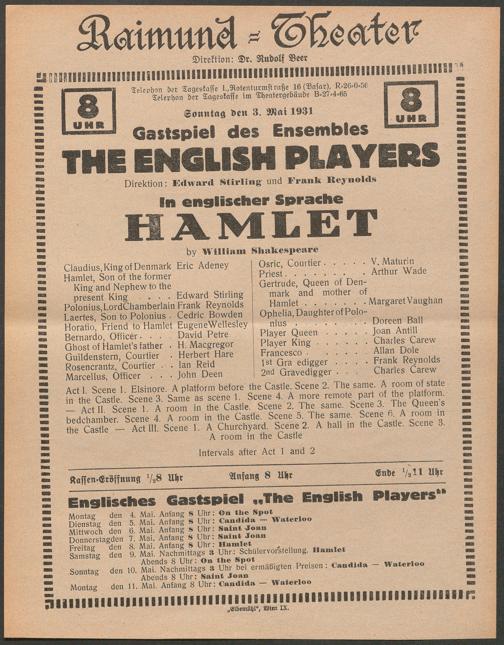 Raimund-Theater
Direktion: Dr. Rudolf Beer
8 UHR
Telephon der Tageskasse I., Rotenturmstraße 16 (Basar), R-26-0-56
Telephon der Tageskasse im Theatergebäude B-27-4-65
8 UHR
Sonntag den 3. Mai 1931
Gastspiel des Ensembles
THE ENGLISH PLAYERS
Direktion: Edward Stirling und Frank Reynolds
In englischer Sprache
HAMLET
by William Shakespeare
Claudius, King of Denmark Eric Adeney
Hamlet, Son of the former
King and Nephew to the
present King . . . Edward Stirling
Polonius, Lord Chamberlain Frank Reynolds
Laertes, Son to Polonius . Cedric Bowden
Horatio, Friend to Hamlet Eugene Wellesley
Bernardo, Officer . . . David Petre
Ghost of Hamlet's father . H. Macgregor
Guildenstern, Courtier . Herbert Hare
Rosencrantz, Courtier . . Ian Reid
Marcellus, Officer . . . John Deen
Osric, Courtier . . . . . V. Maturin
Priest . . . . . . . . Arthur Wade
Gertrude, Queen of Den-
mark and mother of
Hamlet . . . . . . . Margaret Vaughan
Ophelia, Daughter of Polo-
nius . . . . . . . . Doreen Ball
Player Queen . . . . . Joan Antill
Player King . . . . . Charles Carew
Francesco . . . . . . Allan Dole
1st Gra edigger . . . . Frank Reynolds
2nd Gravedigger . . . . Charles Carew
Act I. Scene 1. Elsinore. A platform before the Castle. Scene 2. The same. A room of state
in the Castle. Scene 3. Same as scene 1. Scene 4. A more remote part of the platform.
— Act II. Scene 1. A room in the Castle. Scene 2. The same. Scene 3. The Queen's
bedchamber. Scene 4. A room in the Castle. Scene 5. The same. Scene 6. A room in
the Castle — Act III. Scene 1. A Churchyard. Scene 2. A hall in the Castle. Scene 3.
A room in the Castle
Intervals after Act 1 and 2
Kassen-Eröffnung 1/28 Uhr Anfang 8 Uhr Ende 1/211 Uhr
Englisches Gastspiel „The English Players"
Montag den 4. Mai. Anfang 8 Uhr: On the Spot
Dienstag den 5. Mai. Anfang 8 Uhr: Candida — Waterloo
Mittwoch den 6. Mai. Anfang 8 Uhr: Saint Joan
Donnerstag den 7. Mai. Anfang 8 Uhr: Saint Joan
Freitag den 8. Mai. Anfang 8 Uhr: Hamlet
Samstag den 9. Mai. Nachmittags 3 Uhr: Schülervorstellung. Hamlet
Abends 8 Uhr: On the Spot
Sonntag den 10. Mai. Nachmittags 3 Uhr bei ermäßigten Preisen: Candida — Waterloo
Abends 8 Uhr: Saint Joan
Montag den 11. Mai. Anfang 8 Uhr: Candida — Waterloo
„Elbemühl", Wien IX.